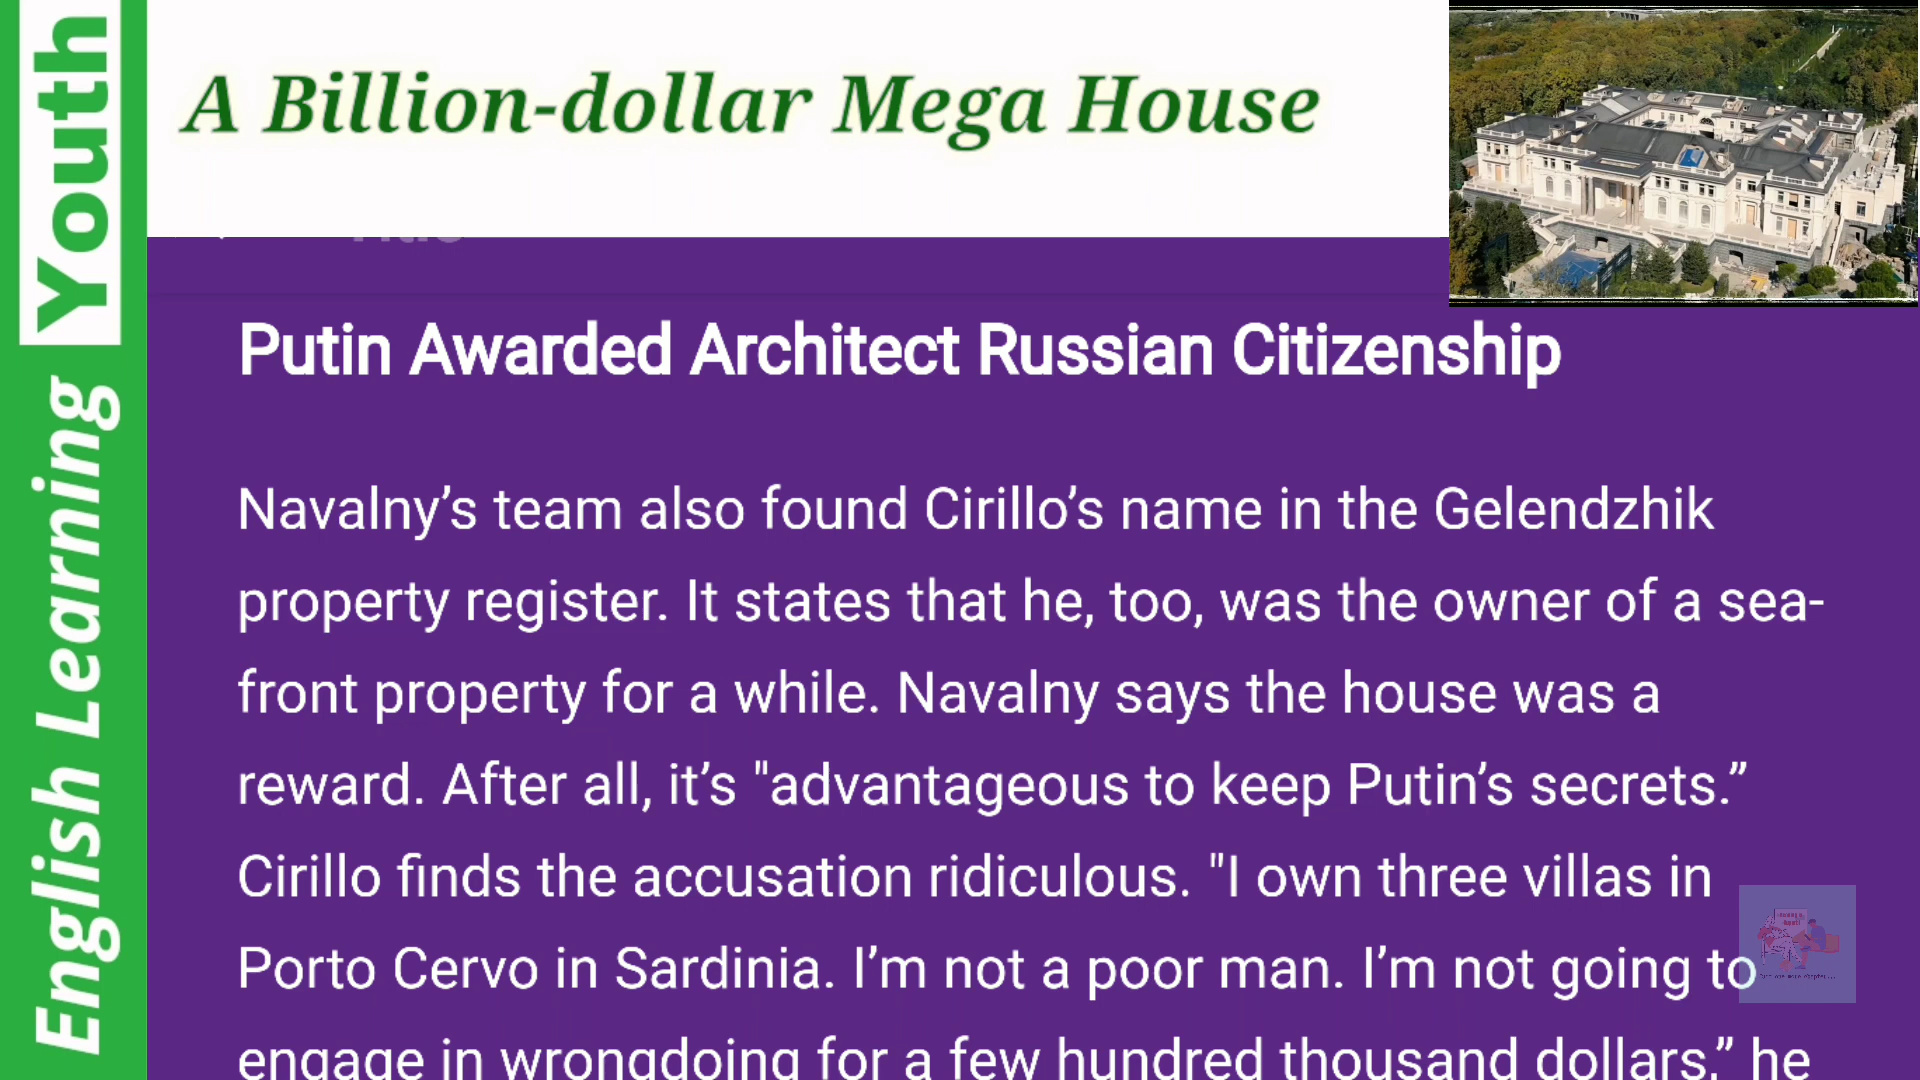 English Learning Youth
A Billion-dollar Mega House
Putin Awarded Architect Russian Citizenship
Navalny’s team also found Cirillo’s name in the Gelendzhik
property register. It states that he, too, was the owner of a sea-
front property for a while. Navalny says the house was a
reward. After all, it’s "advantageous to keep Putin’s secrets.”
Cirillo finds the accusation ridiculous. "I own three villas in
Porto Cervo in Sardinia. I’m not a poor man. I’m not going to
engage in wrongdoing for a few hundred thousand dollars,” he